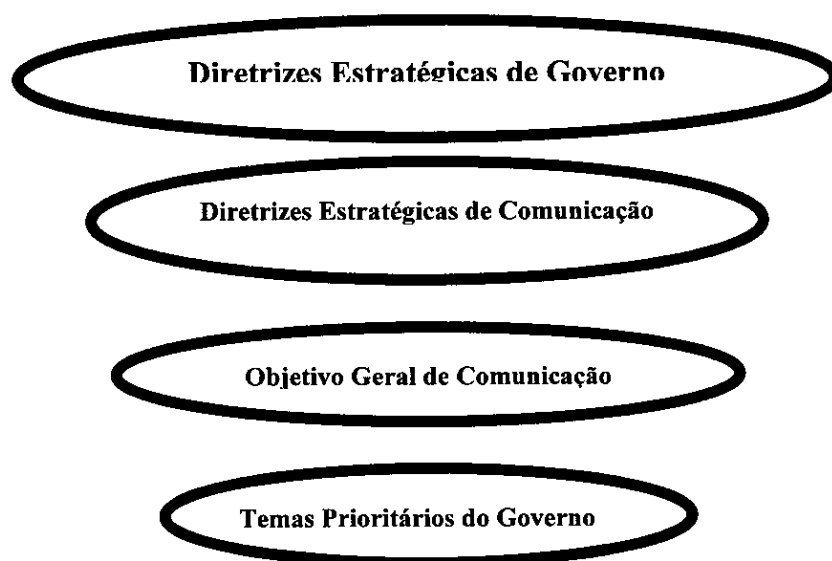 Diretrizes Estratégicas de Governo
Diretrizes Estratégicas de Comunicação
Objetivo Geral de Comunicação
Temas Prioritários do Governo